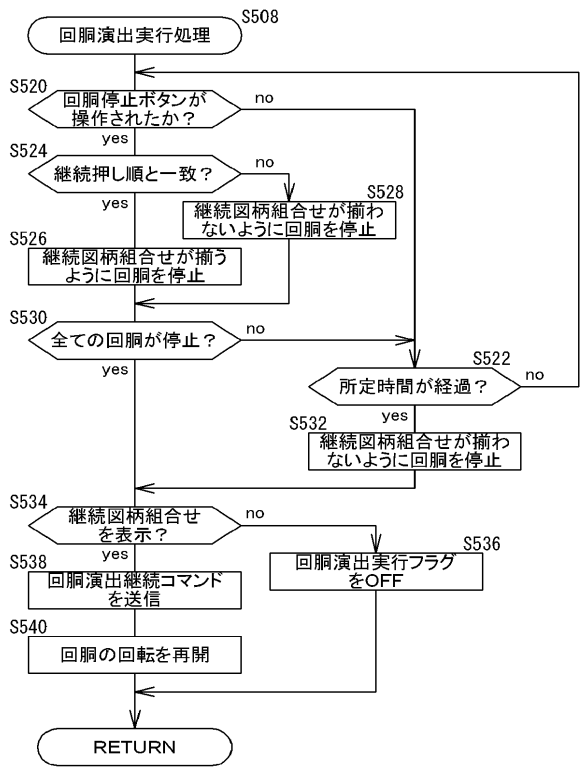 S508
回胴演出実行処理
S520
回胴停止ボタンが
操作されたか？
no
yes
S524
継続押し順と一致？
no
yes
S528
継続図柄組合せが揃わ
ないように回胴を停止
S526
継続図柄組合せが揃う
ように回胴を停止
S530
全ての回胴が停止？
no
yes
S522
所定時間が経過？
no
yes
S532
継続図柄組合せが揃わ
ないように回胴を停止
S534
継続図柄組合せ
を表示？
no
yes
S536
回胴演出実行フラグ
をOFF
S538
回胴演出継続コマンド
を送信
S540
回胴の回転を再開
RETURN